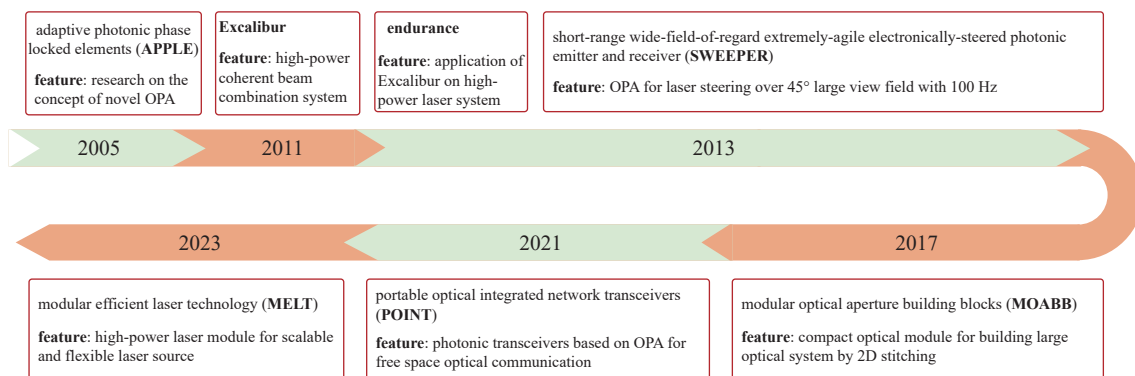 adaptive photonic phase
locked elements (APPLE)
feature: research on the
concept of novel OPA
Excalibur
feature: high-power
coherent beam
combination system
endurance
feature: application of
Excalibur on high-
power laser system
short-range wide-field-of-regard extremely-agile electronically-steered photonic
emitter and receiver (SWEEPER)
feature: OPA for laser steering over 45° large view field with 100 Hz
2005
2011
2013
2023
2021
2017
modular efficient laser technology (MELT)
feature: high-power laser module for scalable
and flexible laser source
portable optical integrated network transceivers
(POINT)
feature: photonic transceivers based on OPA for
free space optical communication
modular optical aperture building blocks (MOABB)
feature: compact optical module for building large
optical system by 2D stitching